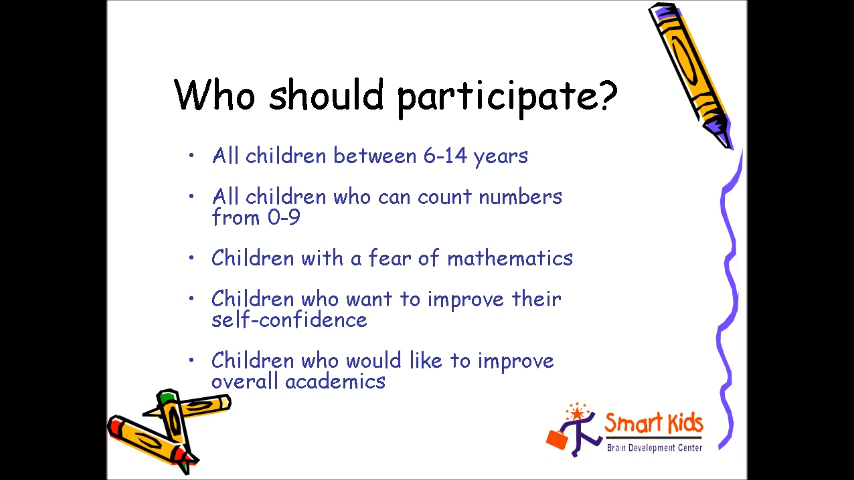 Who should participate?
• All children between 6-14 years
• All children who can count numbers
from 0-9
• Children with a fear of mathematics
• Children who want to improve their
self-confidence
• Children who would like to improve
overall academics
Smart Kids
Brain Development Center